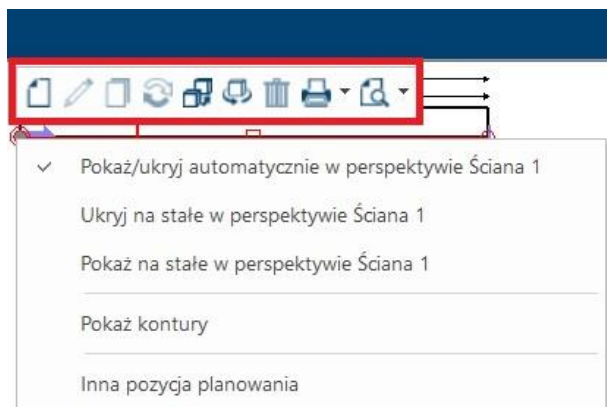 Pokaż/ukryj automatycznie w perspektywie Ściana 1
Ukryj na stałe w perspektywie Ściana 1
Pokaż na stałe w perspektywie Ściana 1
Pokaż kontury
Inna pozycja planowania